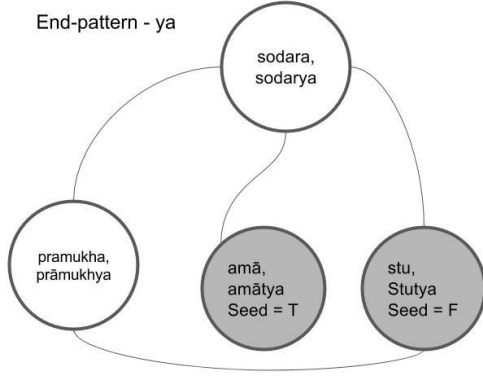 End-pattern - ya
sodara,
sodarya
pramukha,
prāmukhya
amā,
amātya
Seed = T
stu,
Stutya
Seed = F